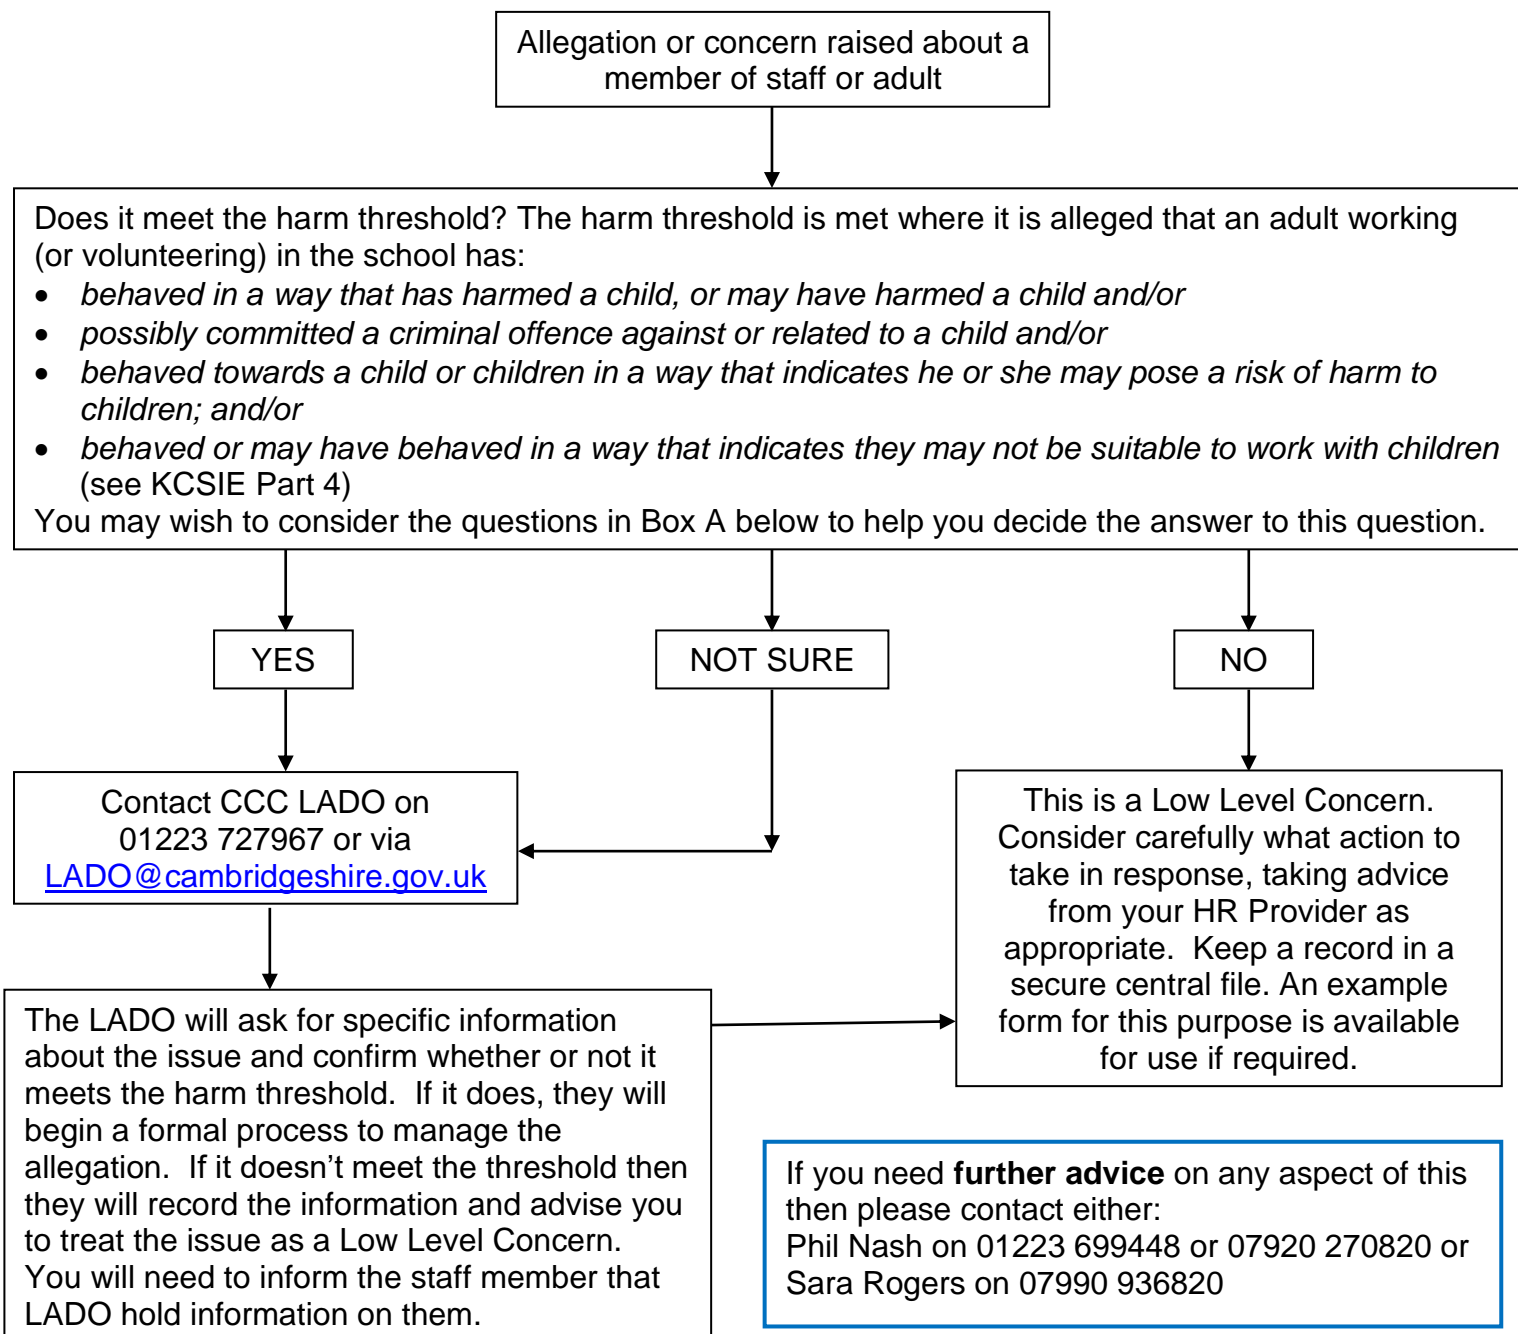 Allegation or concern raised about a
member of staff or adult
Does it meet the harm threshold? The harm threshold is met where it is alleged that an adult working
(or volunteering) in the school has:
• behaved in a way that has harmed a child, or may have harmed a child and/or
• possibly committed a criminal offence against or related to a child and/or
• behaved towards a child or children in a way that indicates he or she may pose a risk of harm to
children; and/or
• behaved or may have behaved in a way that indicates they may not be suitable to work with children
(see KCSIE Part 4)
You may wish to consider the questions in Box A below to help you decide the answer to this question.
YES
NOT SURE
NO
Contact CCC LADO on
01223 727967 or via
LADO@cambridgeshire.gov.uk
This is a Low Level Concern.
Consider carefully what action to
take in response, taking advice
from your HR Provider as
appropriate.  Keep a record in a
secure central file. An example
form for this purpose is available
for use if required.
The LADO will ask for specific information
about the issue and confirm whether or not it
meets the harm threshold.  If it does, they will
begin a formal process to manage the
allegation.  If it doesn’t meet the threshold then
they will record the information and advise you
to treat the issue as a Low Level Concern.
You will need to inform the staff member that
LADO hold information on them.
If you need further advice on any aspect of this
then please contact either:
Phil Nash on 01223 699448 or 07920 270820 or
Sara Rogers on 07990 936820